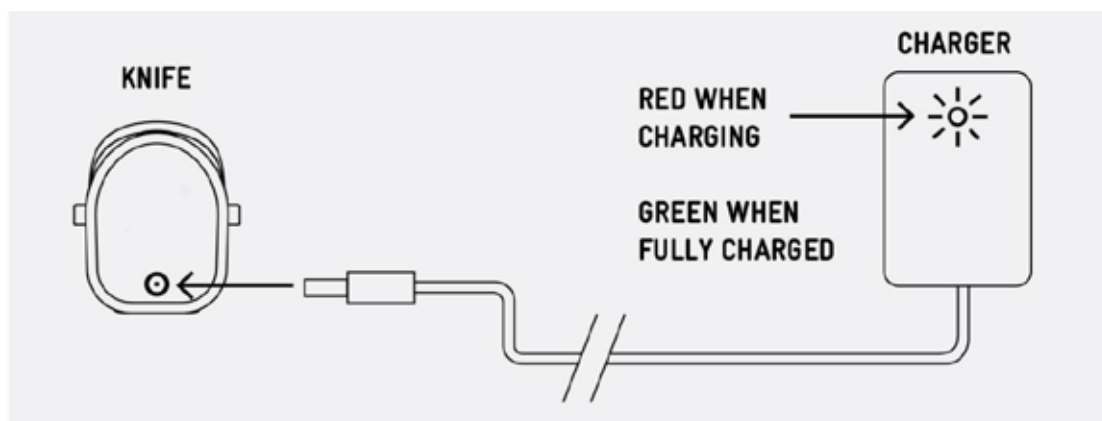 KNIFE
CHARGER
RED WHEN
CHARGING
GREEN WHEN
FULLY CHARGED